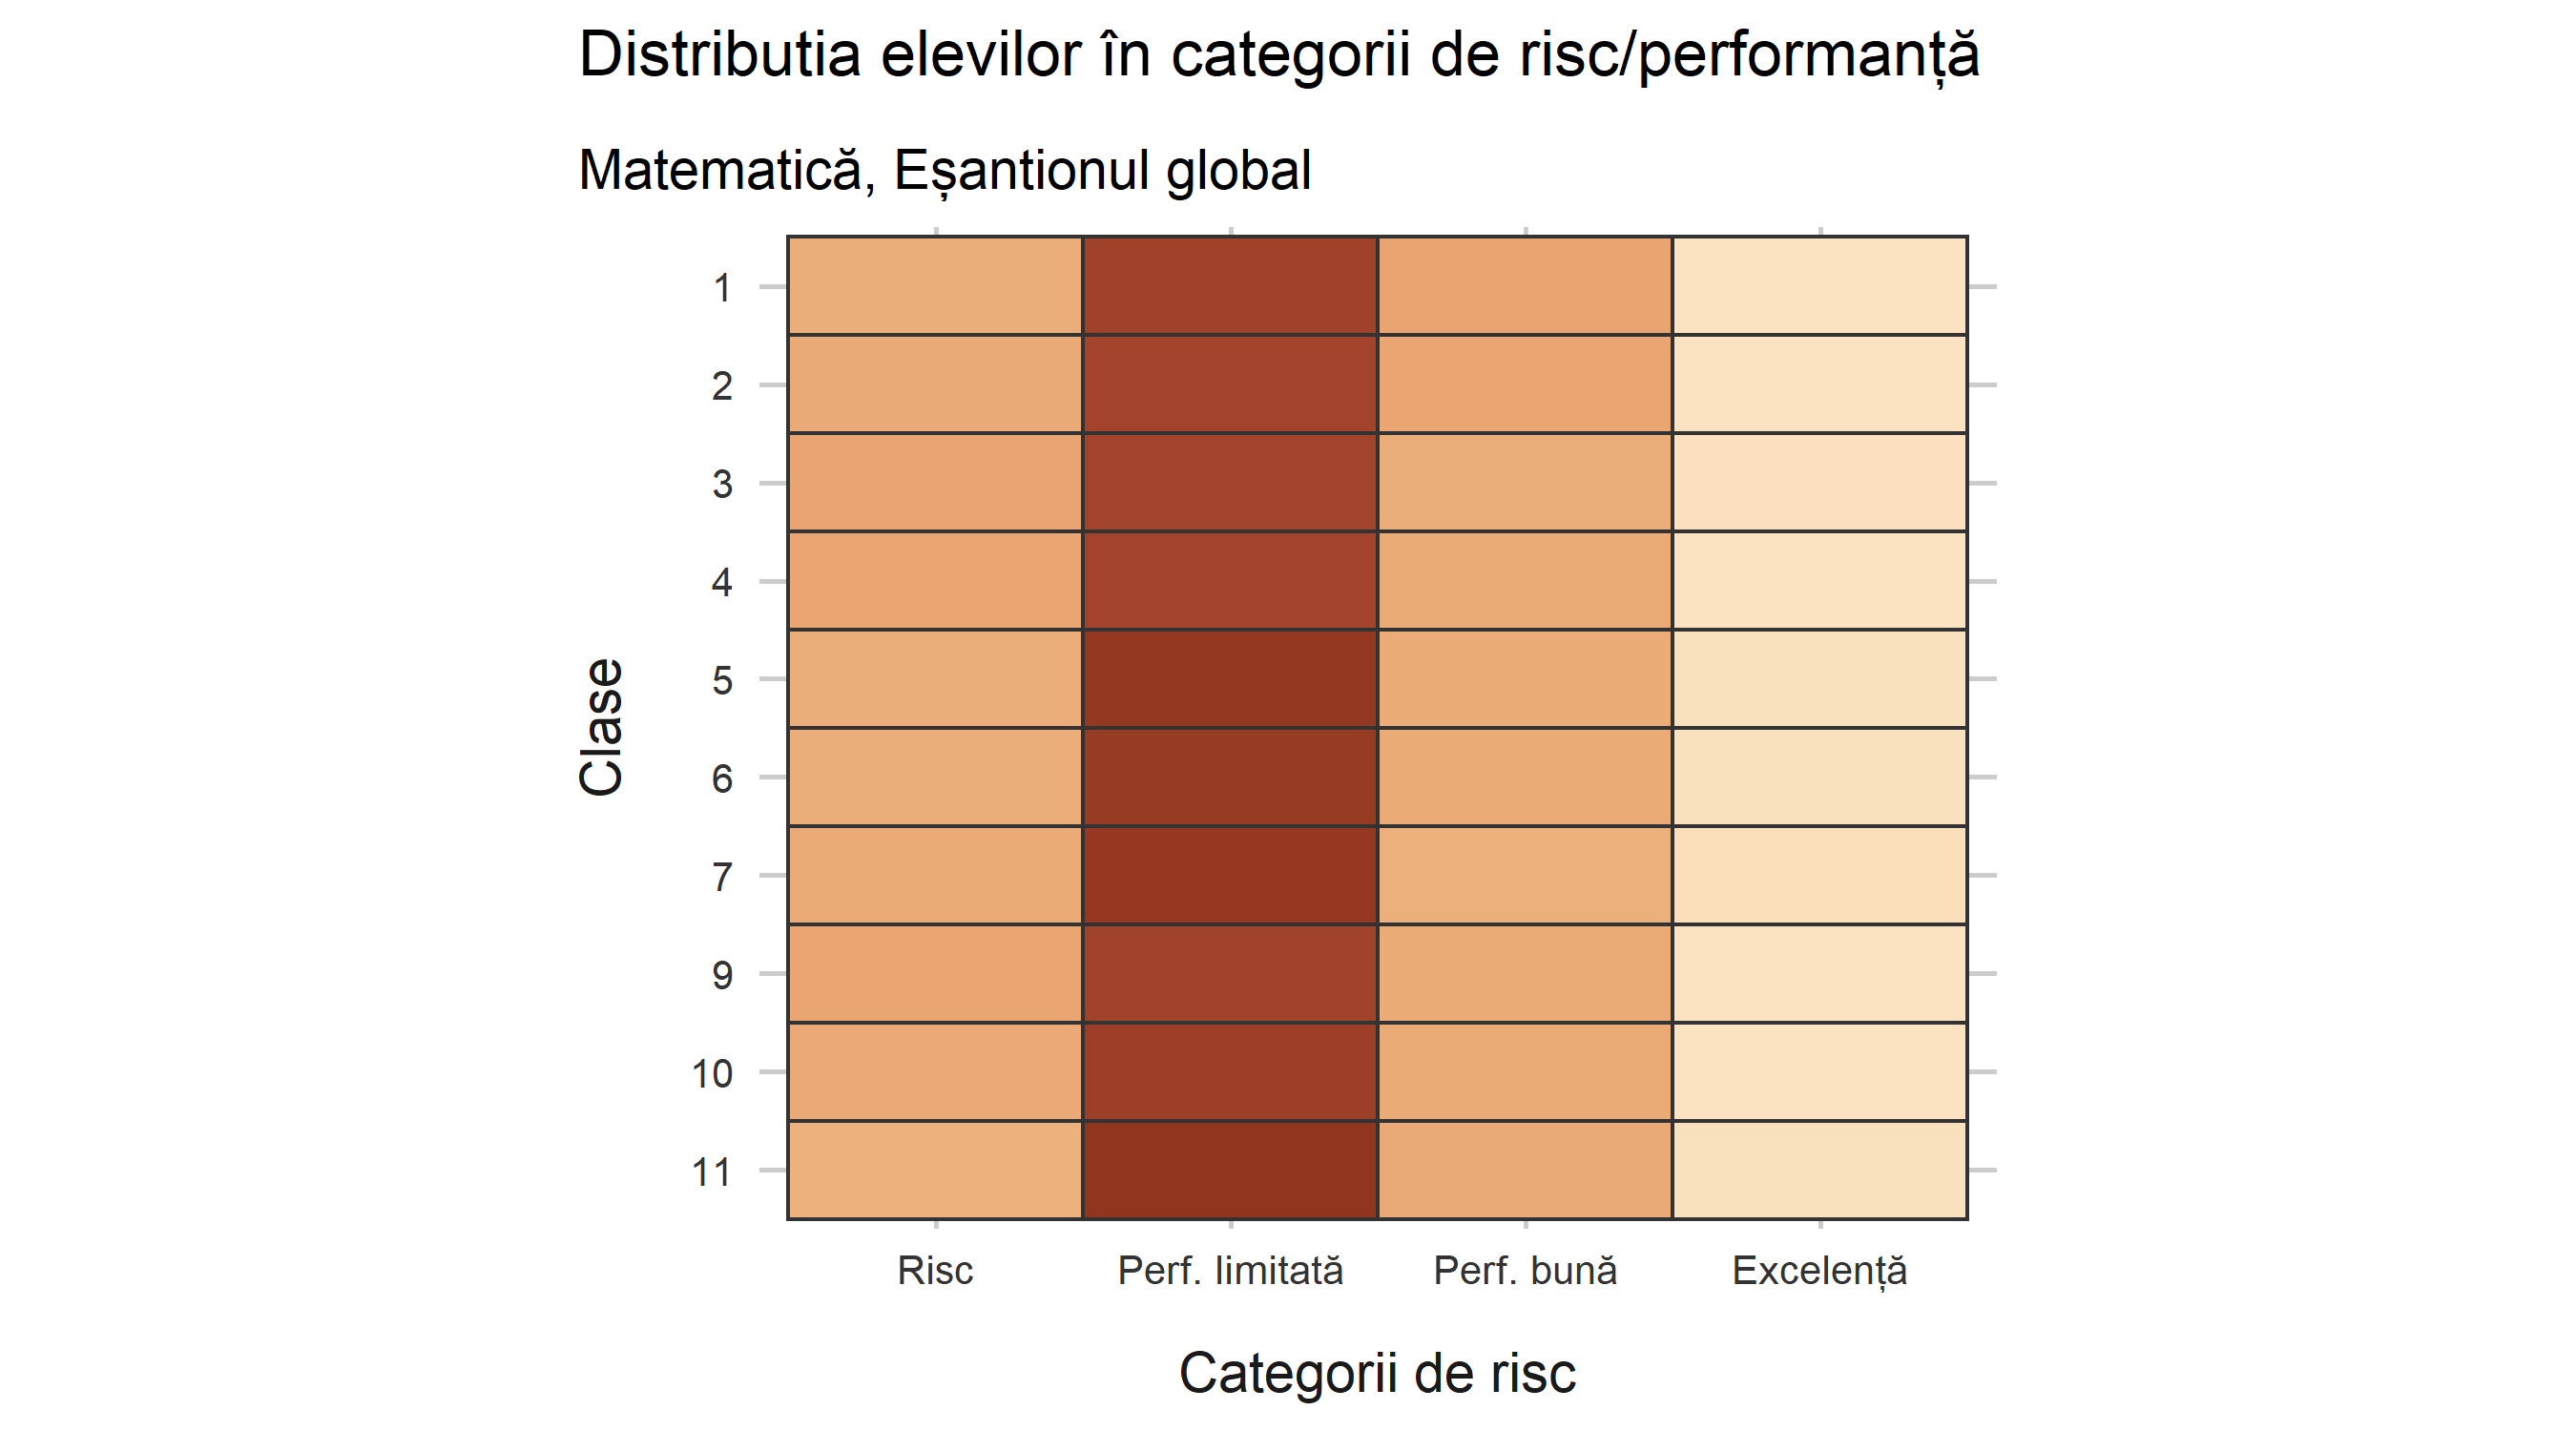 Distributia elevilor în categorii de risc/performanță
Matematică, Eșantionul global
Clase
1
2
3
4
5
6
7
9
10
11
Risc Perf. limitată Perf. bună Excelență
Categorii de risc